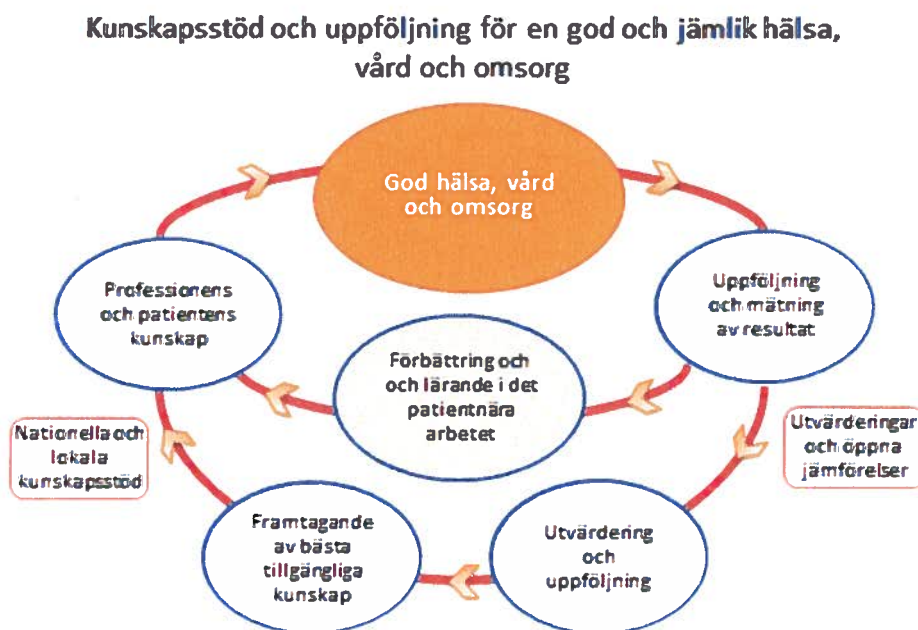 Kunskapsstöd och uppföljning för en god och jämlik hälsa,
vård och omsorg
God hälsa, vård
och omsorg
Professionens
och patientens
kunskap
Uppföljning
och mätning
av resultat
Förbättring och
och lärande i det
patientnära
arbetet
Nationella och
lokala
kunskapsstöd
Utvärderingar
och öppna
jämförelser
Framtagande
av bästa
tillgängliga
kunskap
Utvärdering
och
uppföljning